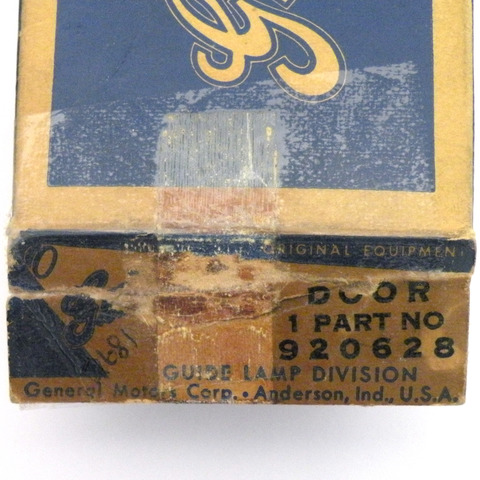 ORIGINAL EQUIPMENT
DOOR
1 PART NO
920628
GUIDE LAMP DIVISION
General Motors Corp. • Anderson, Ind., U.S.A.